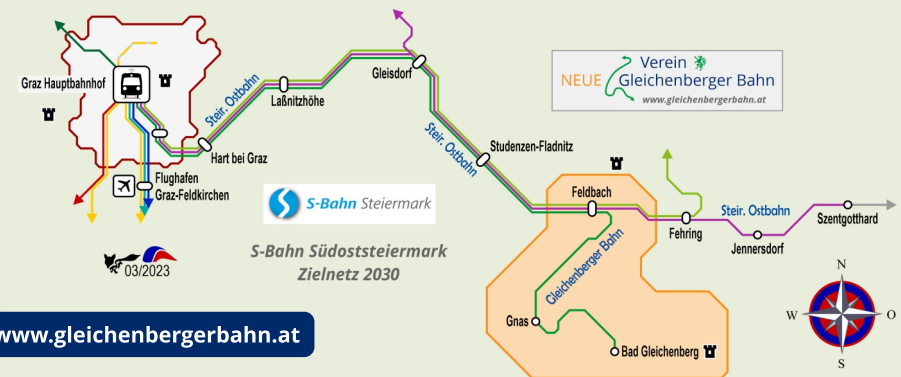 Graz Hauptbahnhof
Steir. Ostbahn
Laßnitzhöhe
Gleisdorf
Hart bei Graz
Flughafen
Graz-Feldkirchen
Verein
NEUE Gleichenberger Bahn
www.gleichenbergerbahn.at
Steir. Ostbahn
Studenzen-Fladnitz
Feldbach
Steir. Ostbahn
Fehring
Jennersdorf
Szentgotthard
Gleichenberger Bahn
Gnas
Bad Gleichenberg
S-Bahn Steiermark
S-Bahn Südoststeiermark
Zielnetz 2030
03/2023
www.gleichenbergerbahn.at
N
W
O
S